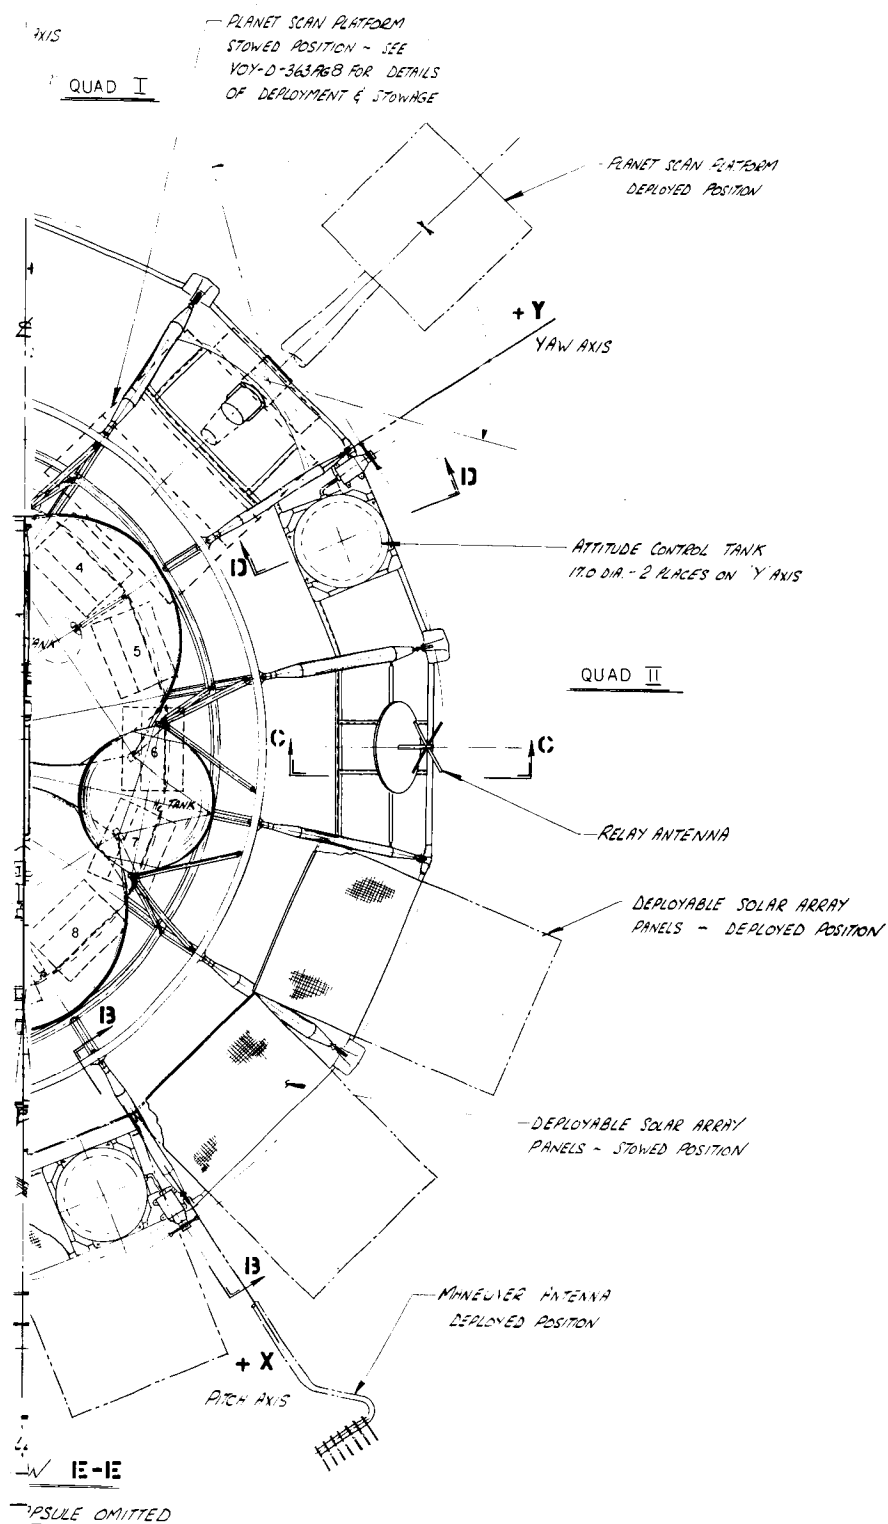 AXIS
QUAD I
PLANET SCAN PLATFORM
STOWED POSITION - SEE
VOY-D-363AGB FOR DETAILS
OF DEPLOYMENT & STOWAGE
PLANET SCAN PLATFORM
DEPLOYED POSITION
+ Y
YAW AXIS
D
D
ATTITUDE CONTROL TANK
17.0 DIA. - 2 PLACES ON 'Y' AXIS
4
TANK
5
QUAD II
C
C
6
TANK
7
RELAY ANTENNA
8
DEPLOYABLE SOLAR ARRAY
PANELS - DEPLOYED POSITION
B
DEPLOYABLE SOLAR ARRAY
PANELS - STOWED POSITION
B
MANEUVER ANTENNA
DEPLOYED POSITION
+ X
PITCH AXIS
E-E
OMITTED